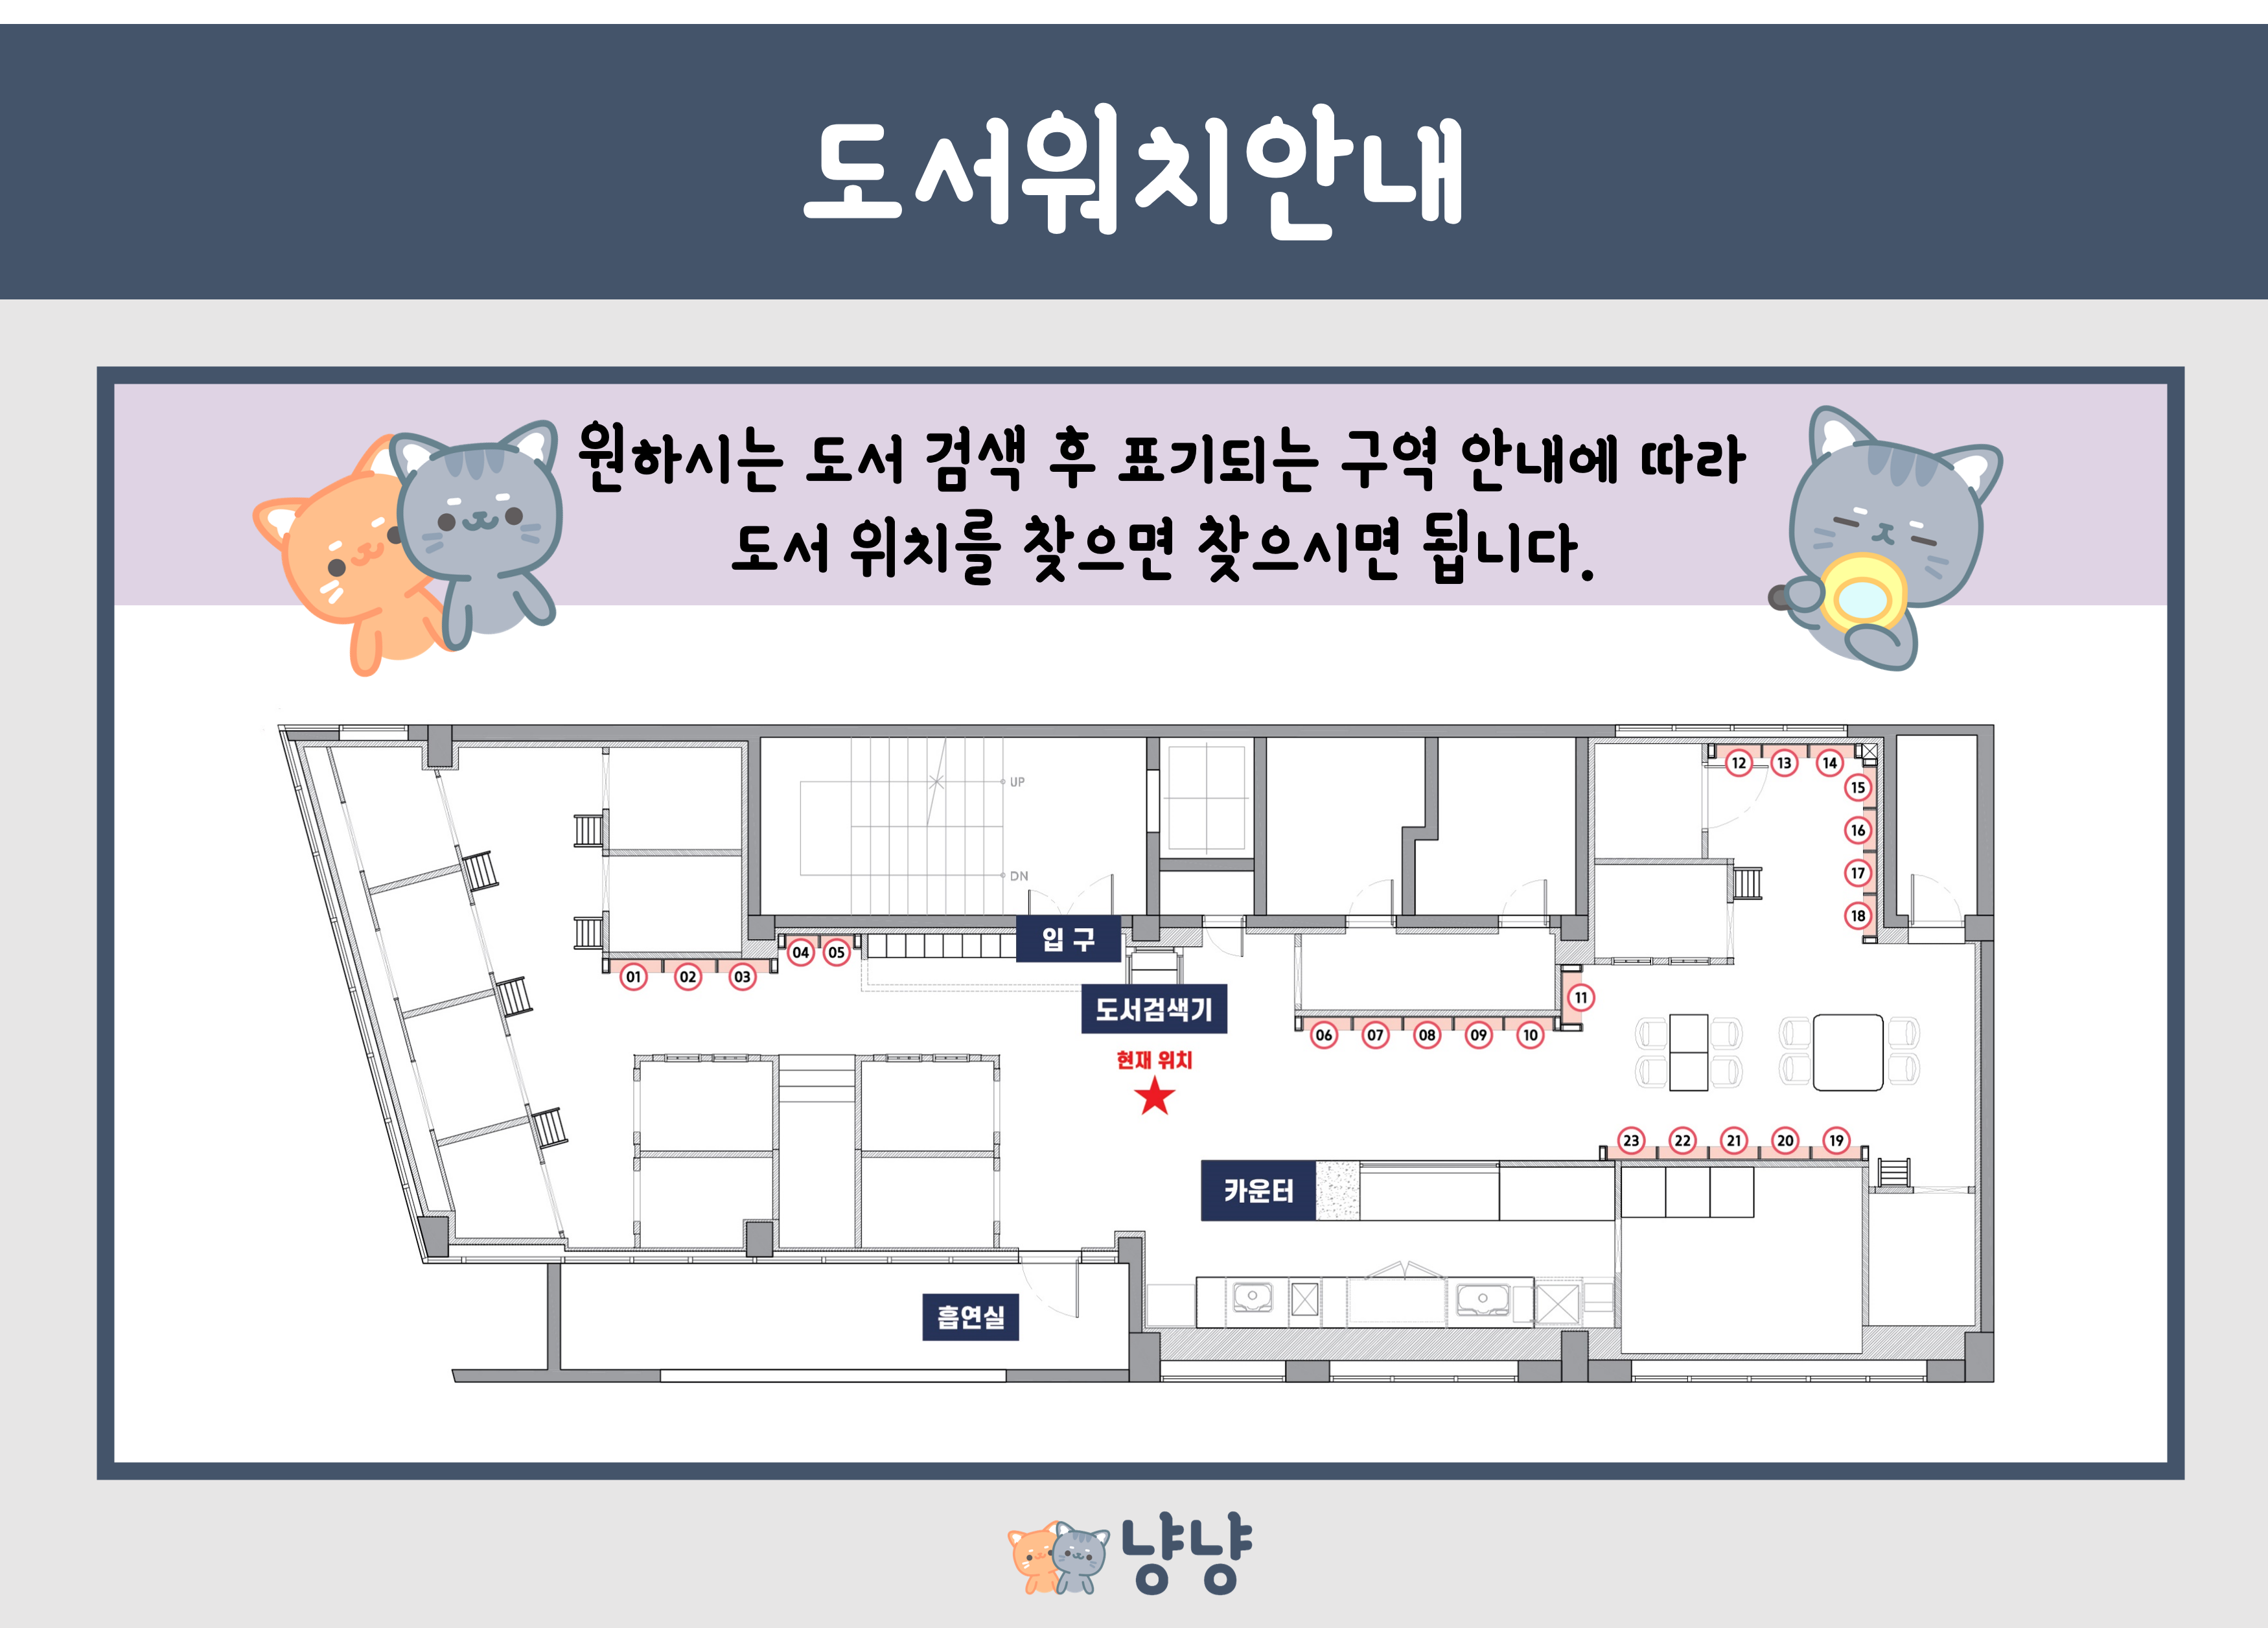 도서위치안내
원하시는 도서 검색 후 표기되는 구역 안내에 따라
도서 위치를 찾으면 찾으시면 됩니다.
UP
DN
12 13 14
15
16
17
18
입 구
04 05
01 02 03
도서검색기
현재 위치
11
06 07 08 09 10
23 22 21 20 19
카운터
흡연실
냥냥